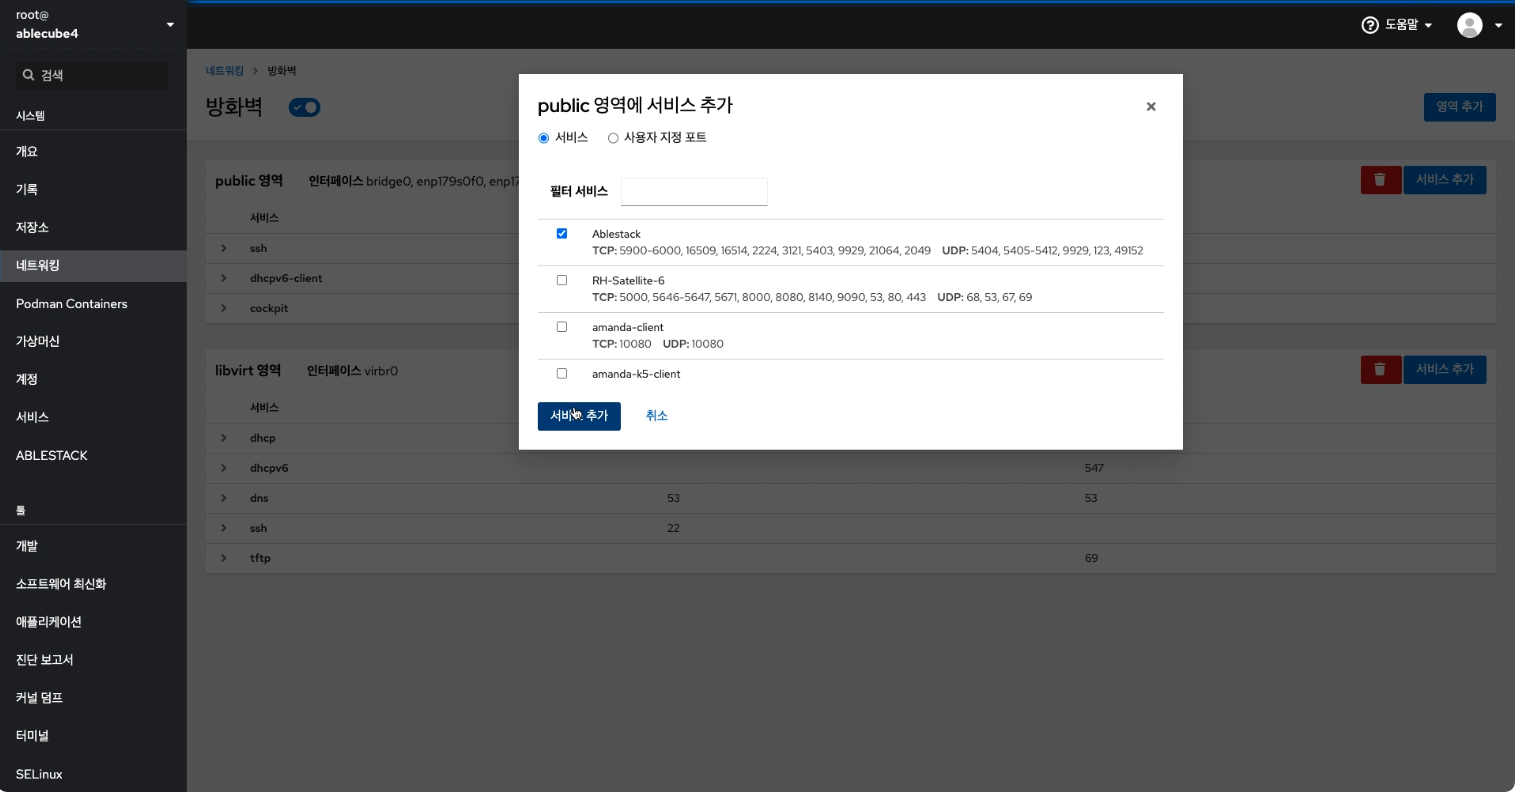 root@
ablecube4
도움말
검색
시스템
개요
기록
저장소
네트워킹
Podman Containers
가상머신
계정
서비스
ABLESTACK
툴
개발
소프트웨어 최신화
애플리케이션
진단 보고서
커널 덤프
터미널
SELinux
네트워킹 > 방화벽
방화벽
영역 추가
public 영역 인터페이스 bridge0, enp179s0f0, enp17
서비스 추가
서비스
ssh
dhcpv6-client
cockpit
libvirt 영역 인터페이스 virbr0
서비스 추가
서비스
dhcp
dhcpv6 547
dns 53 53
ssh 22
tftp 69
public 영역에 서비스 추가
서비스 사용자 지정 포트
필터 서비스
Ablestack
TCP: 5900-6000, 16509, 16514, 2224, 3121, 5403, 9929, 21064, 2049 UDP: 5404, 5405-5412, 9929, 123, 49152
RH-Satellite-6
TCP: 5000, 5646-5647, 5671, 8000, 8080, 8140, 9090, 53, 80, 443 UDP: 68, 53, 67, 69
amanda-client
TCP: 10080 UDP: 10080
amanda-k5-client
서비스 추가 취소